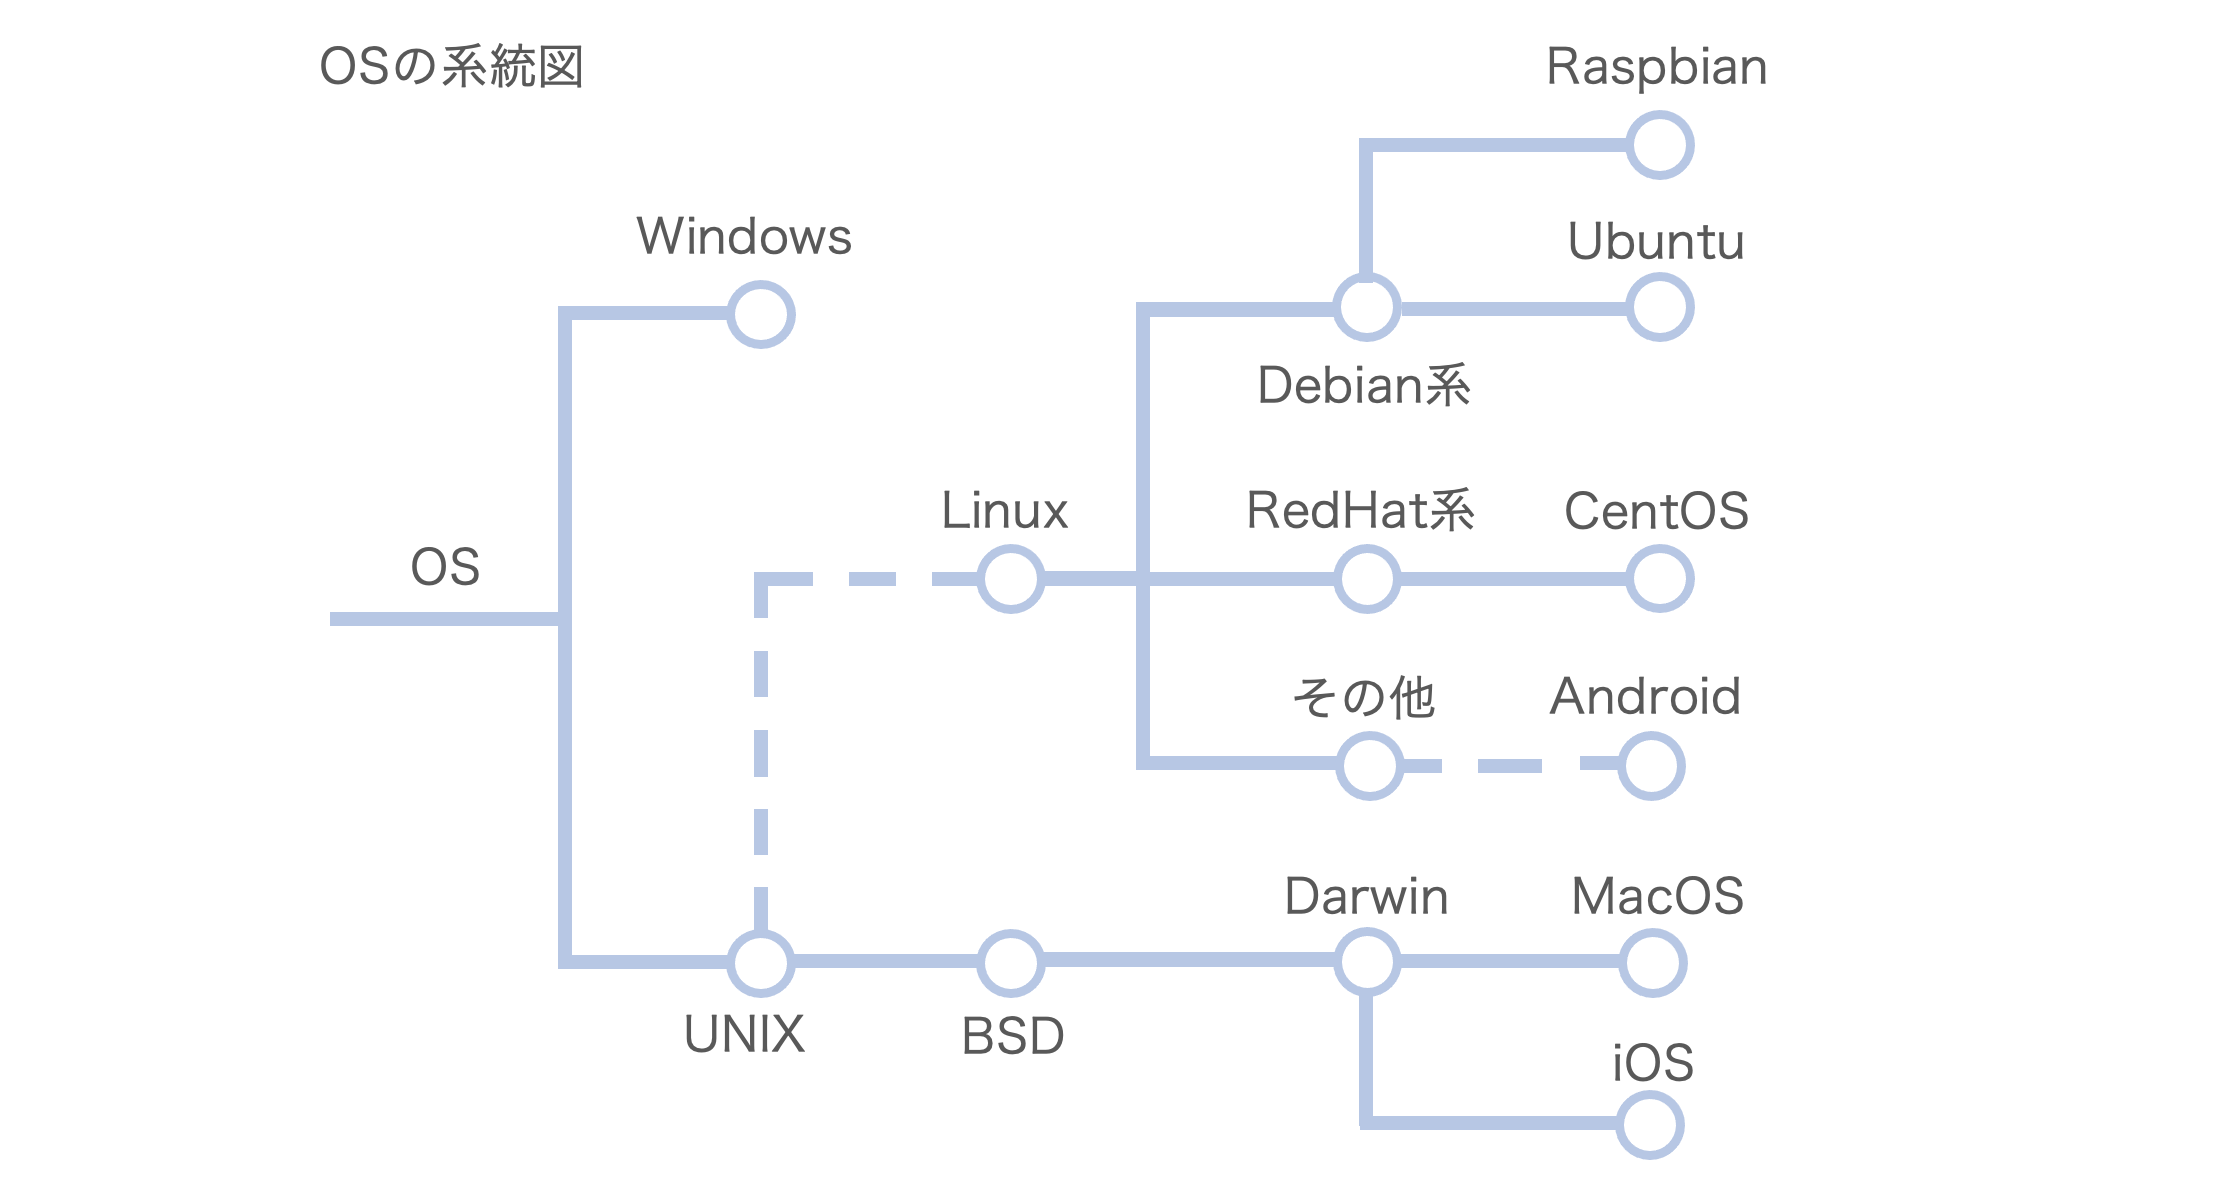 OSの系統図
Raspbian
Windows
Ubuntu
Debian系
Linux
RedHat系
CentOS
OS
その他
Android
Darwin
MacOS
UNIX
BSD
iOS